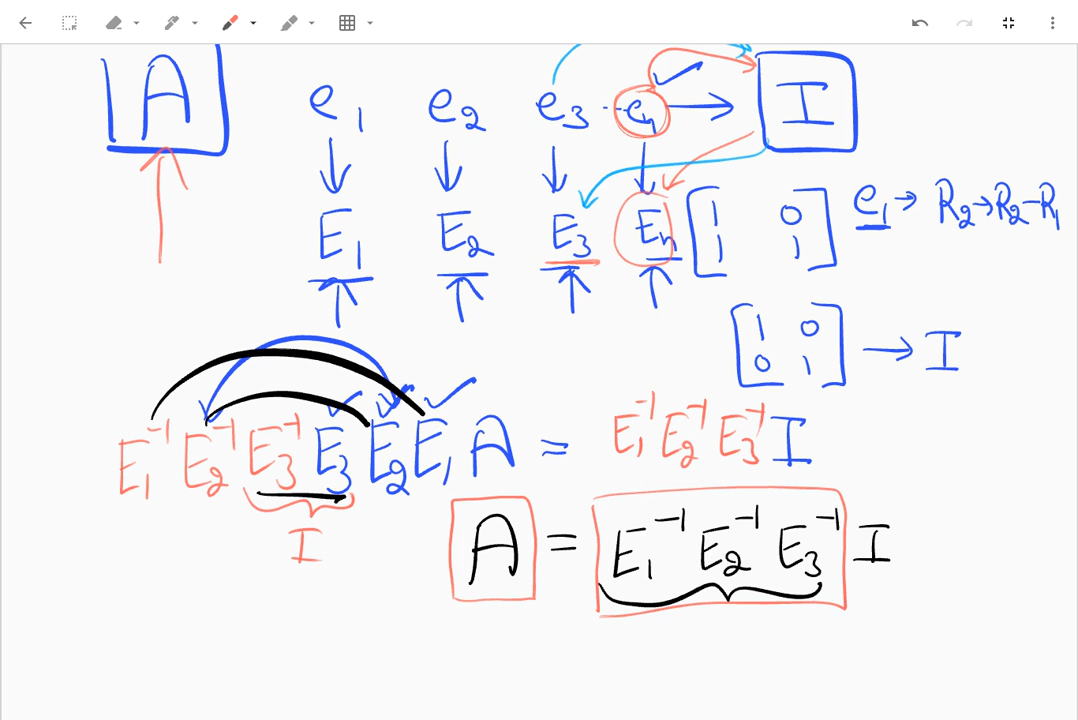 A e₁ e₂ e₃ ... eₙ → I
E₁ E₂ E₃ Eₙ [1 0; 1 1] e₁ → R₂→R₂-R₁
[1 0; 0 1] → I
E₁⁻¹ E₂⁻¹ E₃⁻¹ E₃ E₂ E₁ A = E₁⁻¹ E₂⁻¹ E₃⁻¹ I
I
A = E₁⁻¹ E₂⁻¹ E₃⁻¹ I